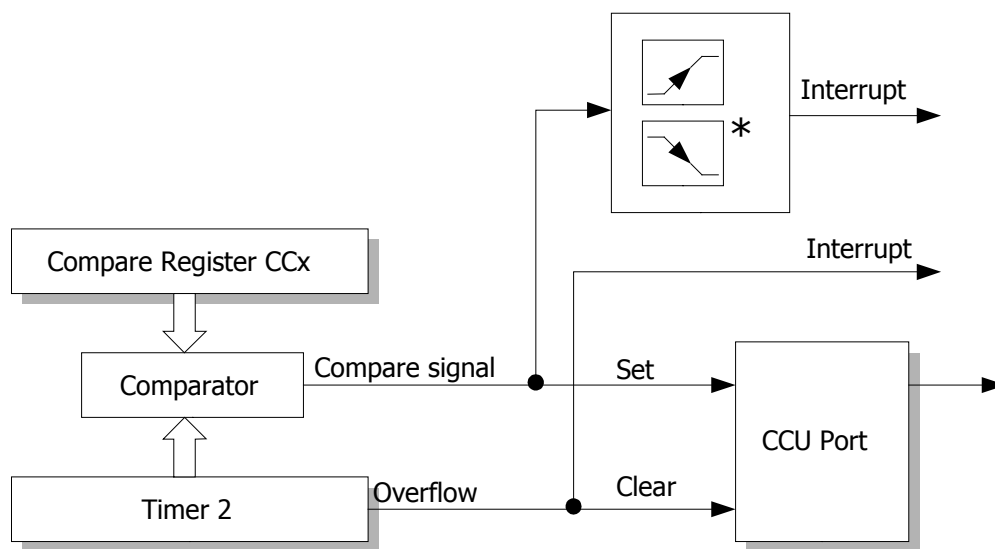 Interrupt
*
Interrupt
Compare Register CCx
Compare signal
Set
Comparator
CCU Port
Overflow
Clear
Timer 2